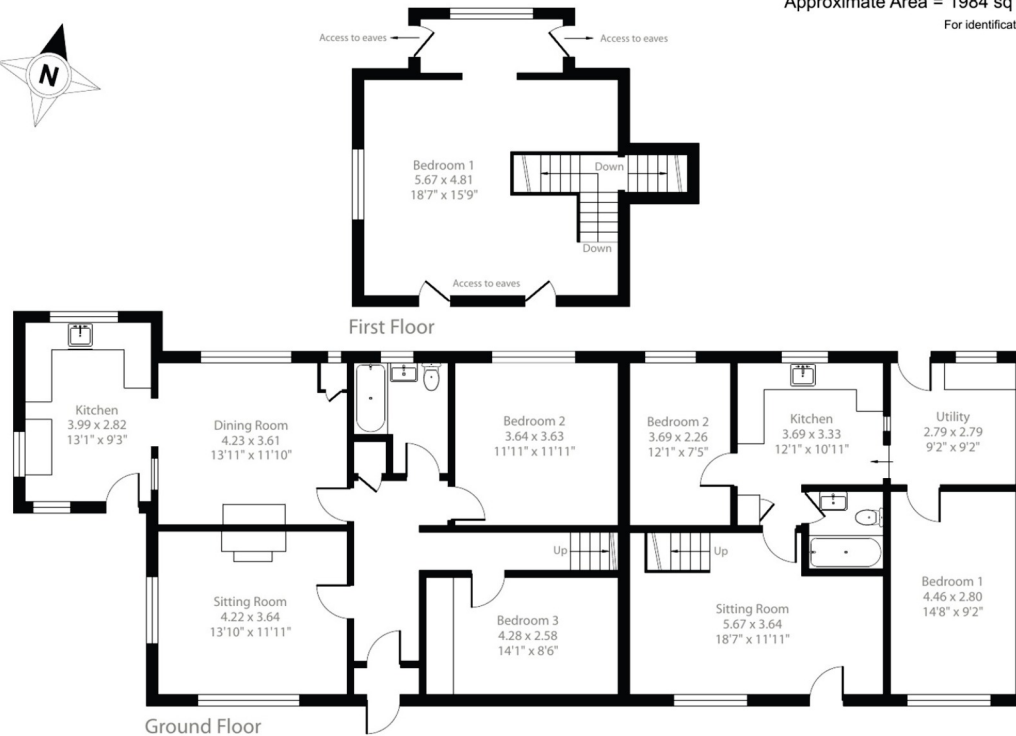 Approximate Area = 1984 sq
For identificat
N
Access to eaves
Access to eaves
Bedroom 1
5.67 x 4.81
18'7" x 15'9"
Down
Down
Access to eaves
First Floor
Kitchen
3.99 x 2.82
13'1" x 9'3"
Dining Room
4.23 x 3.61
13'11" x 11'10"
Bedroom 2
3.64 x 3.63
11'11" x 11'11"
Bedroom 2
3.69 x 2.26
12'1" x 7'5"
Kitchen
3.69 x 3.33
12'1" x 10'11"
Utility
2.79 x 2.79
9'2" x 9'2"
Sitting Room
4.22 x 3.64
13'10" x 11'11"
Up
Bedroom 3
4.28 x 2.58
14'1" x 8'6"
Up
Sitting Room
5.67 x 3.64
18'7" x 11'11"
Bedroom 1
4.46 x 2.80
14'8" x 9'2"
Ground Floor